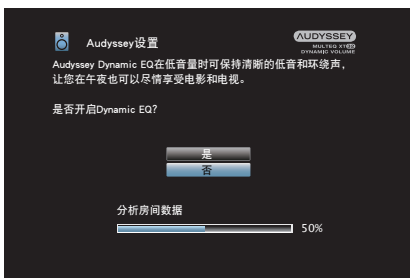 Audyssey设置
AUDYSSEY
MULTEQ XT32
DYNAMIC VOLUME
Audyssey Dynamic EQ在低音量时可保持清晰的低音和环绕声，
让您在午夜也可以尽情享受电影和电视。
是否开启Dynamic EQ?
是
否
分析房间数据
50%